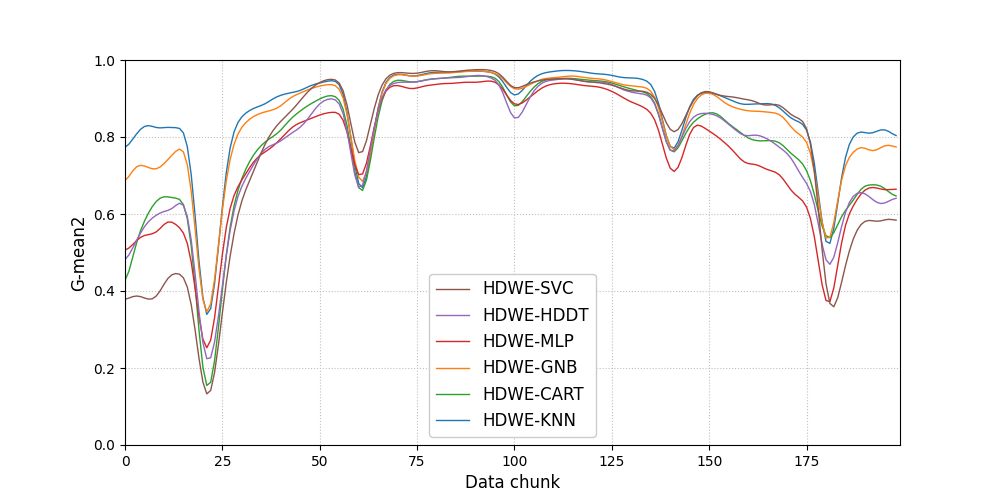 1.0
0.8
0.6
0.4
0.2
0.0
G-mean2
HDWE-SVC
HDWE-HDDT
HDWE-MLP
HDWE-GNB
HDWE-CART
HDWE-KNN
0 25 50 75 100 125 150 175
Data chunk